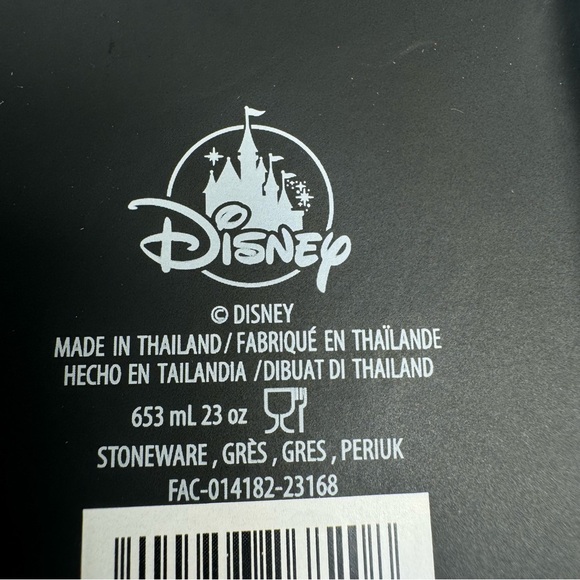 Disney
© DISNEY
MADE IN THAILAND / FABRIQUÉ EN THAÏLANDE
HECHO EN TAILANDIA / DIBUAT DI THAILAND
653 mL 23 oz
STONEWARE , GRÈS , GRES , PERIUK
FAC-014182-23168